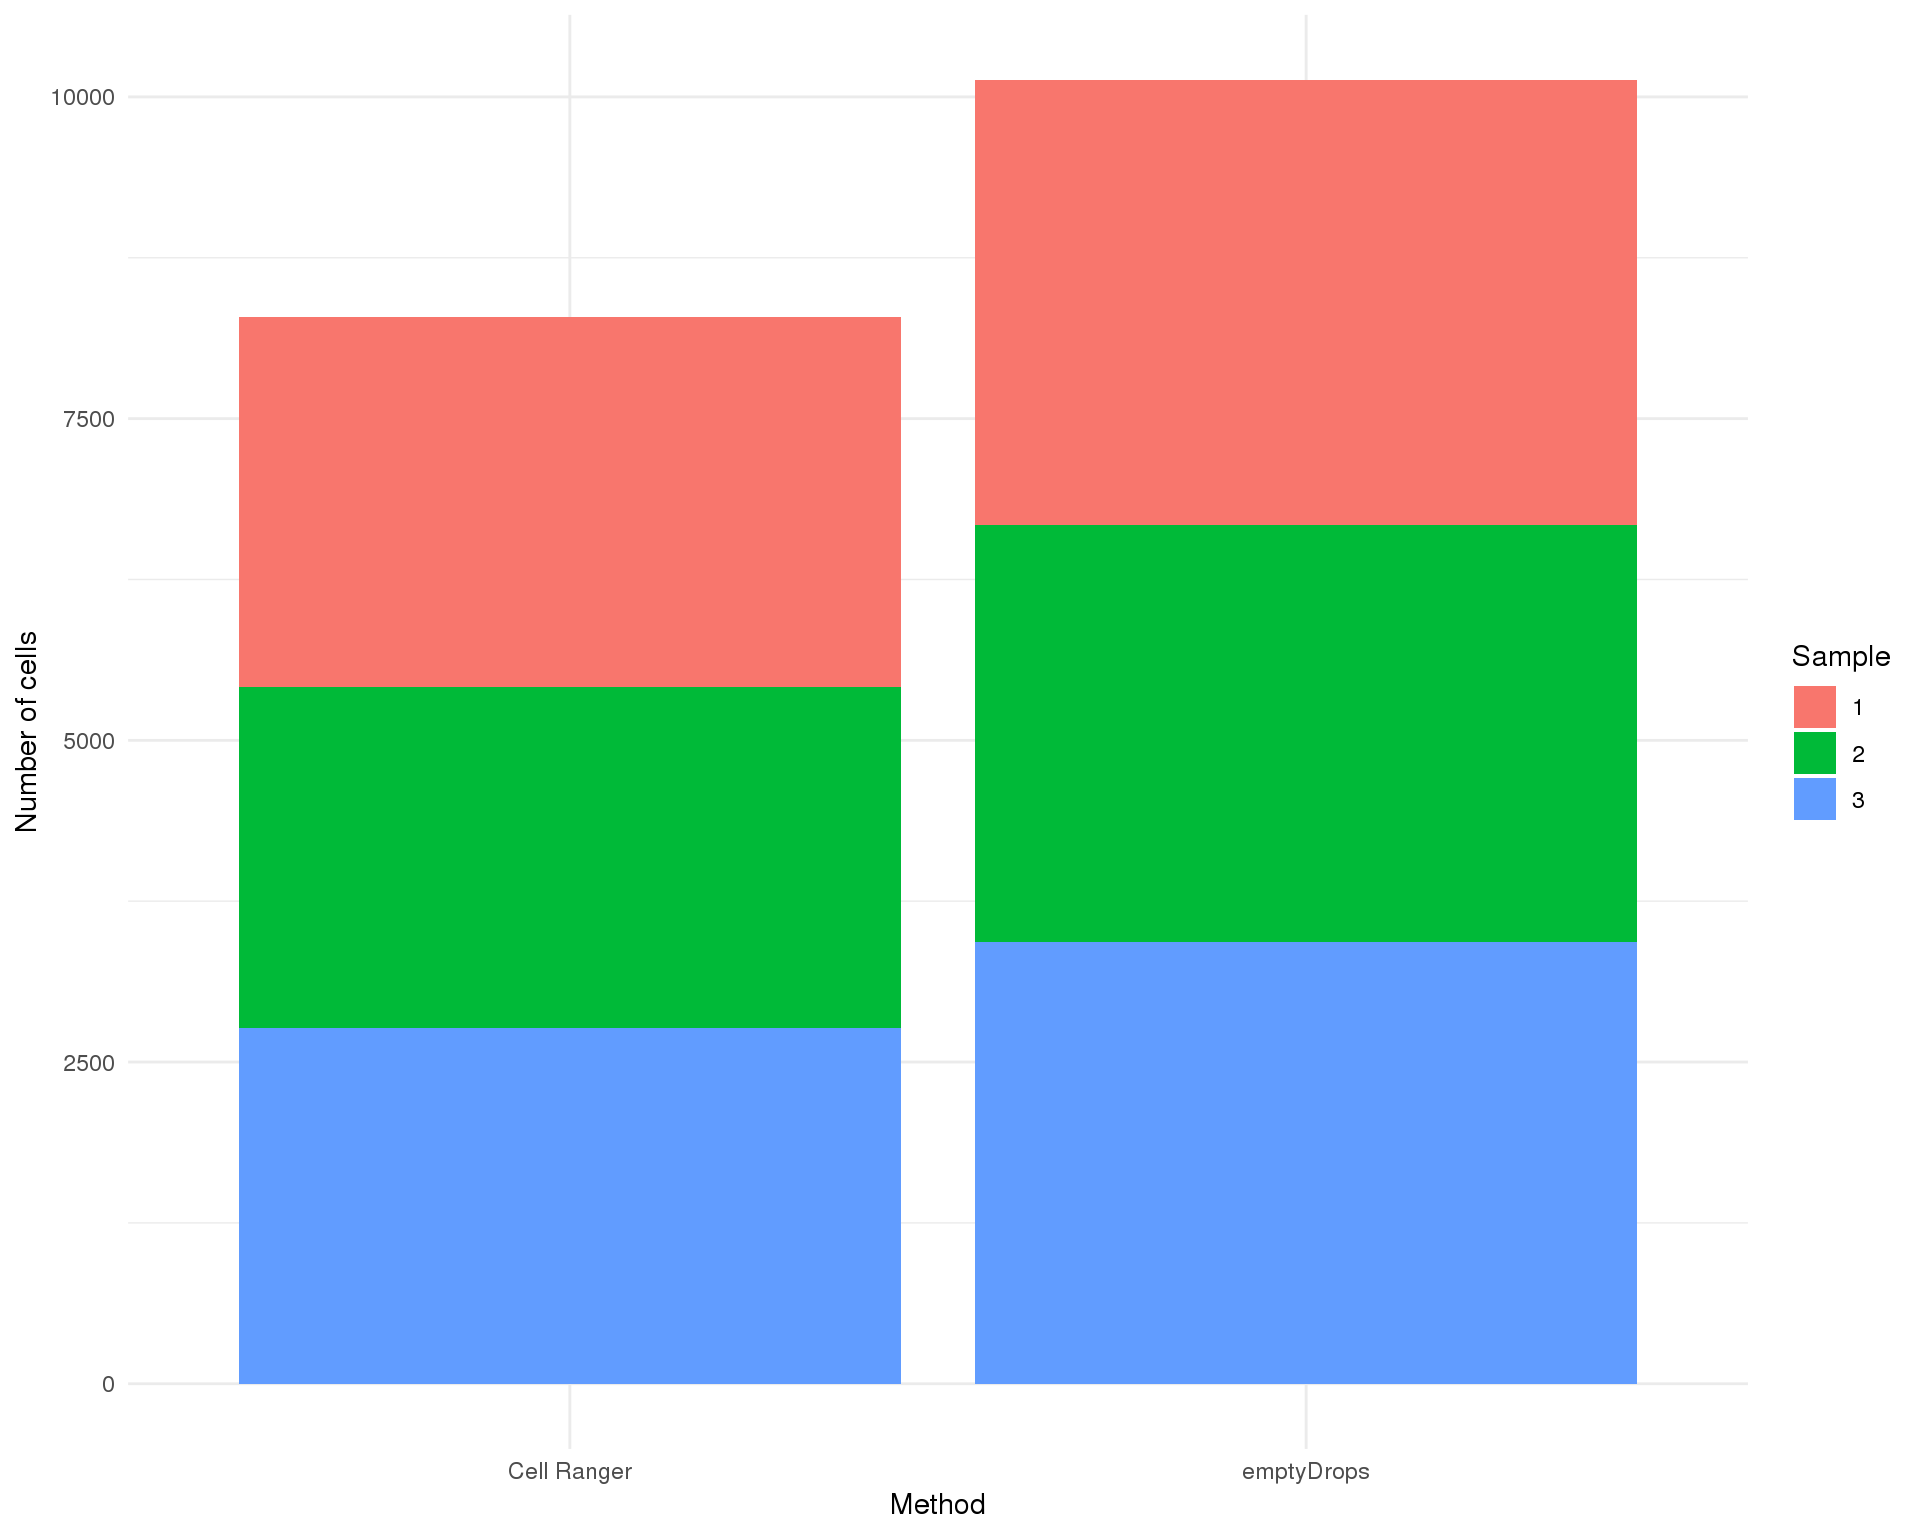 10000
7500
5000
2500
0
Number of cells
Cell Ranger
emptyDrops
Method
Sample
1
2
3